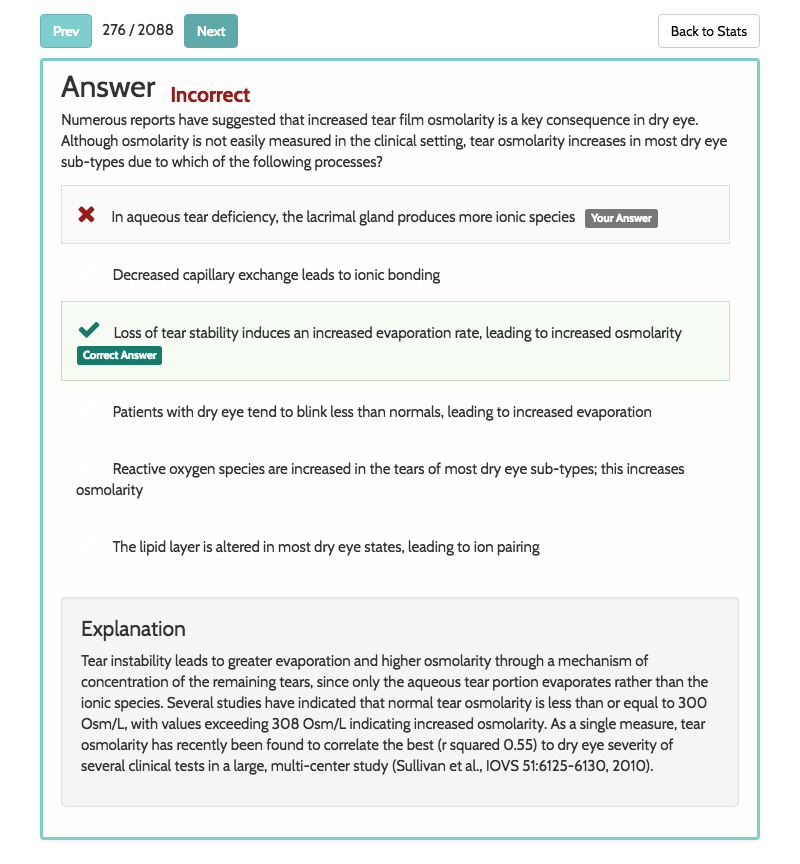 Prev 276 / 2088 Next Back to Stats
Answer Incorrect
Numerous reports have suggested that increased tear film osmolarity is a key consequence in dry eye.
Although osmolarity is not easily measured in the clinical setting, tear osmolarity increases in most dry eye
sub-types due to which of the following processes?
In aqueous tear deficiency, the lacrimal gland produces more ionic species Your Answer
Decreased capillary exchange leads to ionic bonding
Loss of tear stability induces an increased evaporation rate, leading to increased osmolarity
Correct Answer
Patients with dry eye tend to blink less than normals, leading to increased evaporation
Reactive oxygen species are increased in the tears of most dry eye sub-types; this increases
osmolarity
The lipid layer is altered in most dry eye states, leading to ion pairing
Explanation
Tear instability leads to greater evaporation and higher osmolarity through a mechanism of
concentration of the remaining tears, since only the aqueous tear portion evaporates rather than the
ionic species. Several studies have indicated that normal tear osmolarity is less than or equal to 300
Osm/L, with values exceeding 308 Osm/L indicating increased osmolarity. As a single measure, tear
osmolarity has recently been found to correlate the best (r squared 0.55) to dry eye severity of
several clinical tests in a large, multi-center study (Sullivan et al., IOVS 51:6125-6130, 2010).